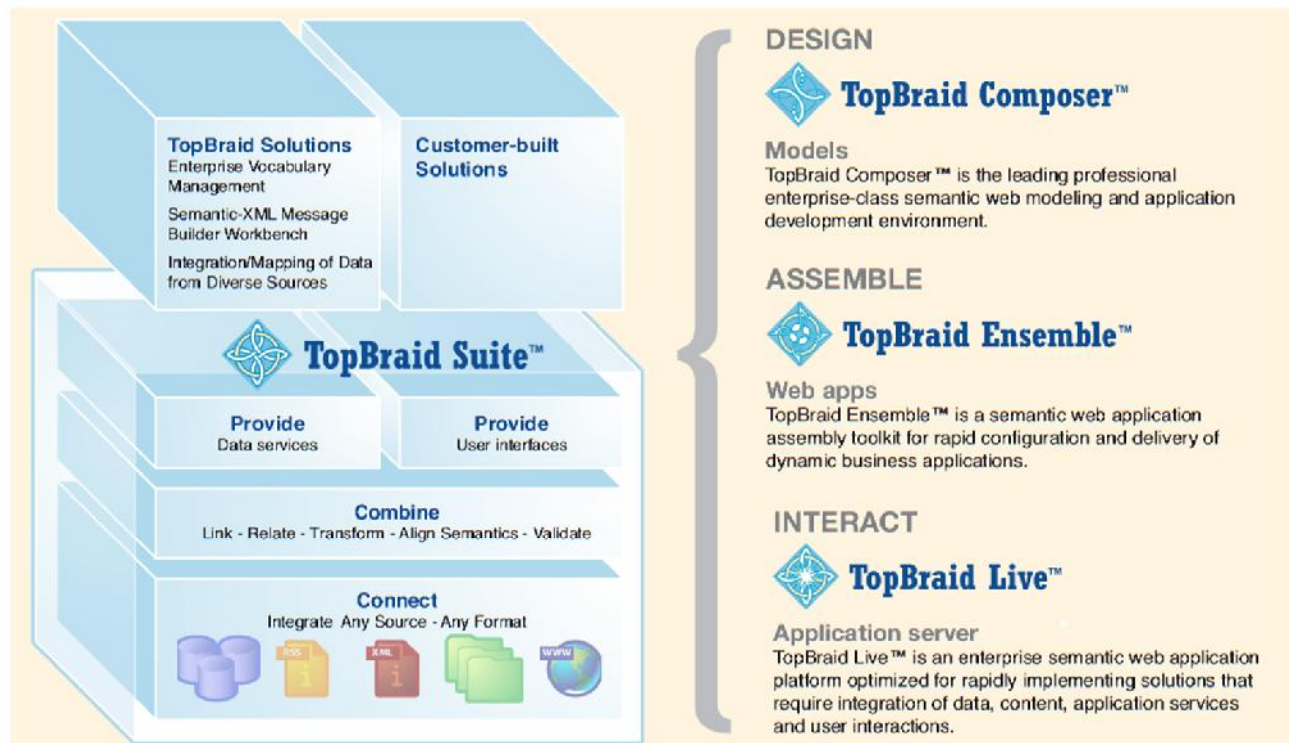 TopBraid Solutions
Enterprise Vocabulary
Management
Semantic-XML Message
Builder Workbench
Integration/Mapping of Data
from Diverse Sources
Customer-built
Solutions
TopBraid Suite™
Provide
Data services
Provide
User interfaces
Combine
Link - Relate - Transform - Align Semantics - Validate
Connect
Integrate Any Source - Any Format
RSS
i
XML
i
WWW
DESIGN
TopBraid Composer™
Models
TopBraid Composer™ is the leading professional
enterprise-class semantic web modeling and application
development environment.
ASSEMBLE
TopBraid Ensemble™
Web apps
TopBraid Ensemble™ is a semantic web application
assembly toolkit for rapid configuration and delivery of
dynamic business applications.
INTERACT
TopBraid Live™
Application server
TopBraid Live™ is an enterprise semantic web application
platform optimized for rapidly implementing solutions that
require integration of data, content, application services
and user interactions.